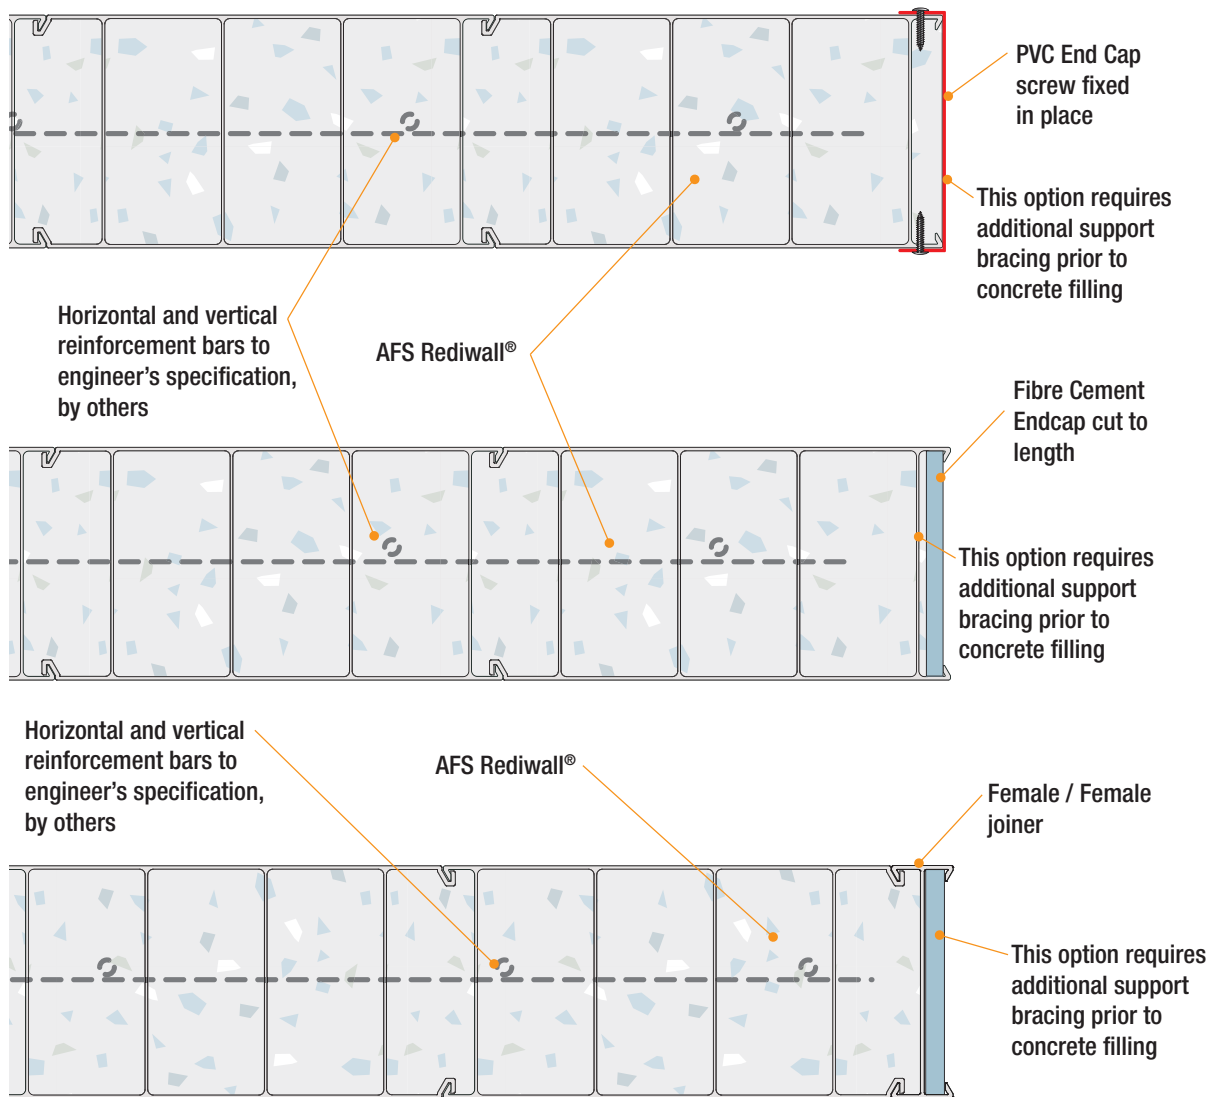 PVC End Cap
screw fixed
in place
This option requires
additional support
bracing prior to
concrete filling
Horizontal and vertical
reinforcement bars to
engineer’s specification,
by others
AFS Rediwall®
Fibre Cement
Endcap cut to
length
This option requires
additional support
bracing prior to
concrete filling
Horizontal and vertical
reinforcement bars to
engineer’s specification,
by others
AFS Rediwall®
Female / Female
joiner
This option requires
additional support
bracing prior to
concrete filling